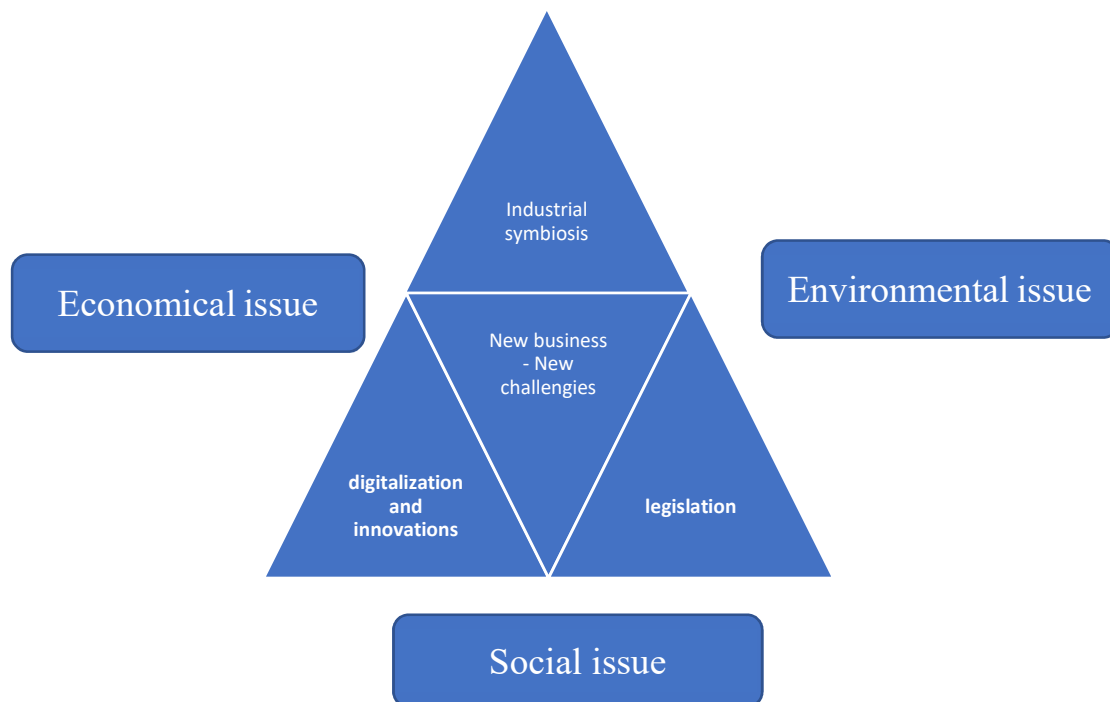 Industrial
symbiosis
Economical issue
Environmental issue
New business
- New
challengies
digitalization
and
innovations
legislation
Social issue